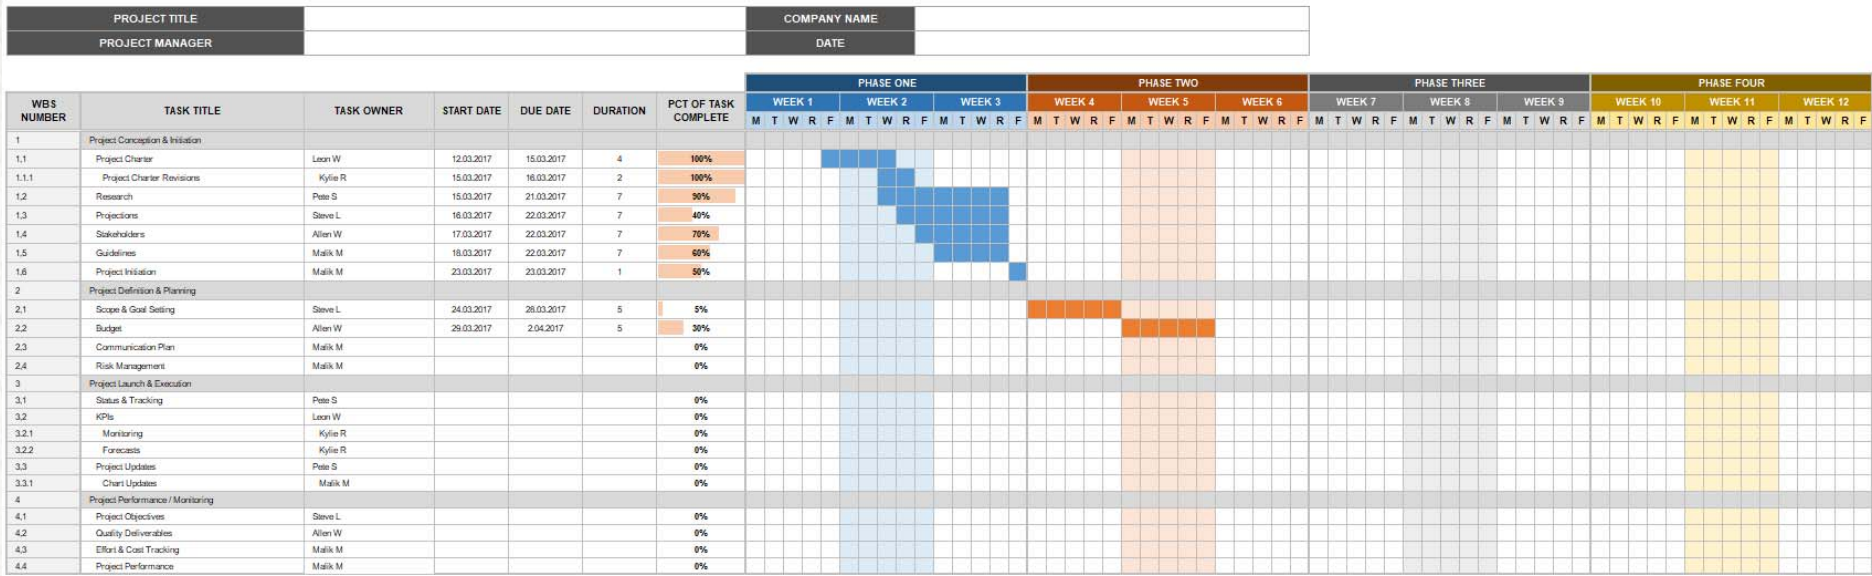 PROJECT TITLE COMPANY NAME
PROJECT MANAGER DATE
PHASE ONE PHASE TWO PHASE THREE PHASE FOUR
WBS NUMBER TASK TITLE TASK OWNER START DATE DUE DATE DURATION PCT OF TASK COMPLETE WEEK 1 WEEK 2 WEEK 3 WEEK 4 WEEK 5 WEEK 6 WEEK 7 WEEK 8 WEEK 9 WEEK 10 WEEK 11 WEEK 12
M T W R F M T W R F M T W R F M T W R F M T W R F M T W R F M T W R F M T W R F M T W R F M T W R F M T W R F M T W R F
1 Project Conception & Initiation
1,1 Project Charter Leon W 12.03.2017 15.03.2017 4 100%
1.1.1 Project Charter Revisions Kylie R 15.03.2017 16.03.2017 2 100%
1,2 Research Pete S 15.03.2017 21.03.2017 7 90%
1,3 Projections Steve L 16.03.2017 22.03.2017 7 40%
1,4 Stakeholders Allen W 17.03.2017 22.03.2017 7 70%
1,5 Guidelines Malik M 18.03.2017 22.03.2017 7 60%
1,6 Project Initiation Malik M 23.03.2017 23.03.2017 1 50%
2 Project Definition & Planning
2,1 Scope & Goal Setting Steve L 24.03.2017 28.03.2017 5 5%
2,2 Budget Allen W 29.03.2017 2.04.2017 5 30%
2,3 Communication Plan Malik M 0%
2,4 Risk Management Malik M 0%
3 Project Launch & Execution
3,1 Status & Tracking Pete S 0%
3,2 KPIs Leon W 0%
3.2.1 Monitoring Kylie R 0%
3.2.2 Forecasts Kylie R 0%
3,3 Project Updates Pete S 0%
3.3.1 Chart Updates Malik M 0%
4 Project Performance / Monitoring
4,1 Project Objectives Steve L 0%
4,2 Quality Deliverables Allen W 0%
4,3 Effort & Cost Tracking Malik M 0%
4.4 Project Performance Malik M 0%